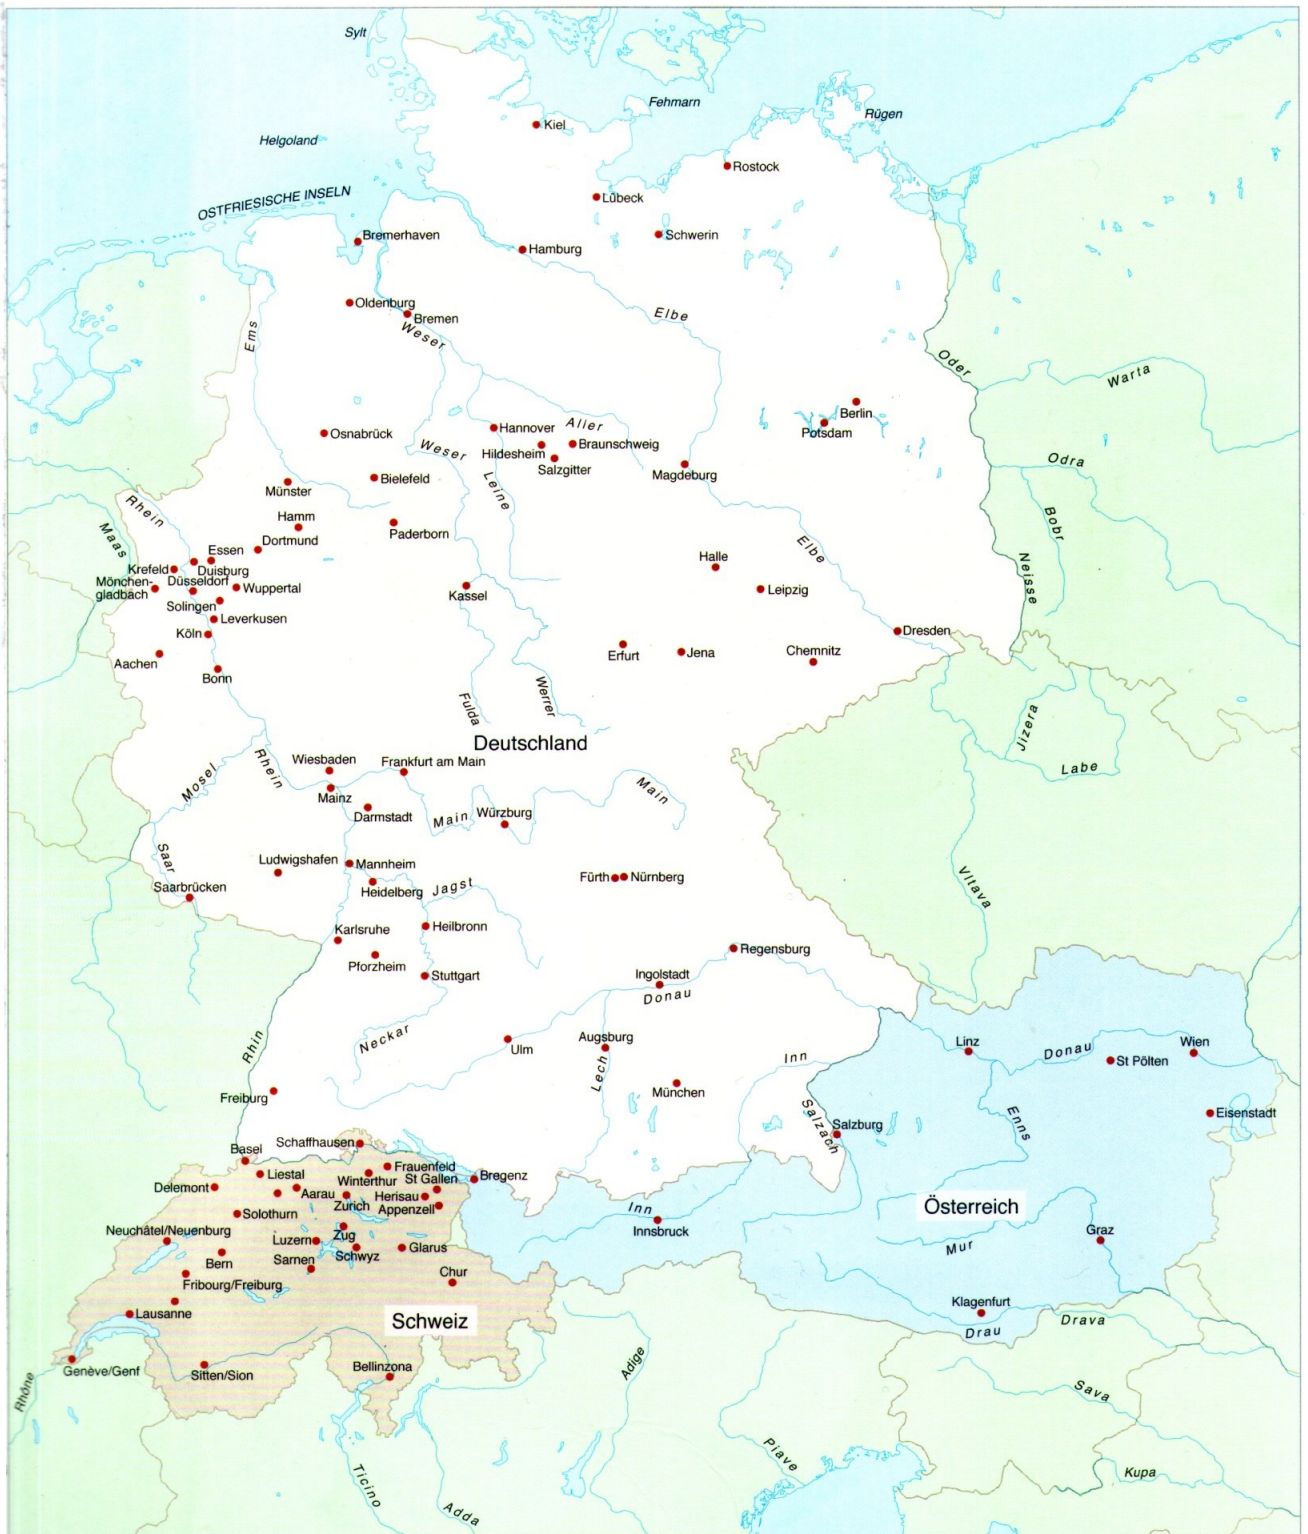 Sylt
Fehmarn
Rügen
Kiel
Helgoland
Rostock
OSTFRIESISCHE INSELN
Lübeck
Bremerhaven
Schwerin
Hamburg
Oldenburg
Bremen
Elbe
Ems
Weser
Oder
Warta
Berlin
Potsdam
Osnabrück
Hannover
Alier
Weser
Hildesheim
Braunschweig
Salzgitter
Magdeburg
Odra
Bielefeld
Münster
Leine
Rhein
Maas
Hamm
Paderborn
Bobr
Dortmund
Elbe
Essen
Halle
Krefeld
Duisburg
Neisse
Mönchen-
gladbach
Düsseldorf
Wuppertal
Kassel
Leipzig
Solingen
Leverkusen
Köln
Dresden
Aachen
Erfurt
Jena
Chemnitz
Bonn
Fulda
Werrer
Jizera
Deutschland
Wiesbaden
Frankfurt am Main
Rhein
Mosel
Labe
Mainz
Main
Darmstadt
Main
Würzburg
Saar
Ludwigshafen
Mannheim
Saarbrücken
Heidelberg
Jagst
Fürth
Nürnberg
Vltava
Karlsruhe
Heilbronn
Pforzheim
Stuttgart
Regensburg
Ingolstadt
Donau
Rhin
Neckar
Ulm
Augsburg
Lech
Inn
Linz
Donau
Wien
St Pölten
München
Freiburg
Salzach
Salzburg
Enns
Eisenstadt
Schaffhausen
Basel
Liestal
Frauenfeld
Winterthur
St Gallen
Bregenz
Delemont
Aarau
Zurich
Herisau
Appenzell
Solothurn
Inn
Innsbruck
Österreich
Neuchâtel/Neuenburg
Luzern
Zug
Schwyz
Glarus
Mur
Graz
Bern
Sarnen
Chur
Fribourg/Freiburg
Lausanne
Schweiz
Klagenfurt
Drau
Drava
Genève/Genf
Sitten/Sion
Bellinzona
Rhône
Adige
Sava
Piave
Kupa
Ticino
Adda